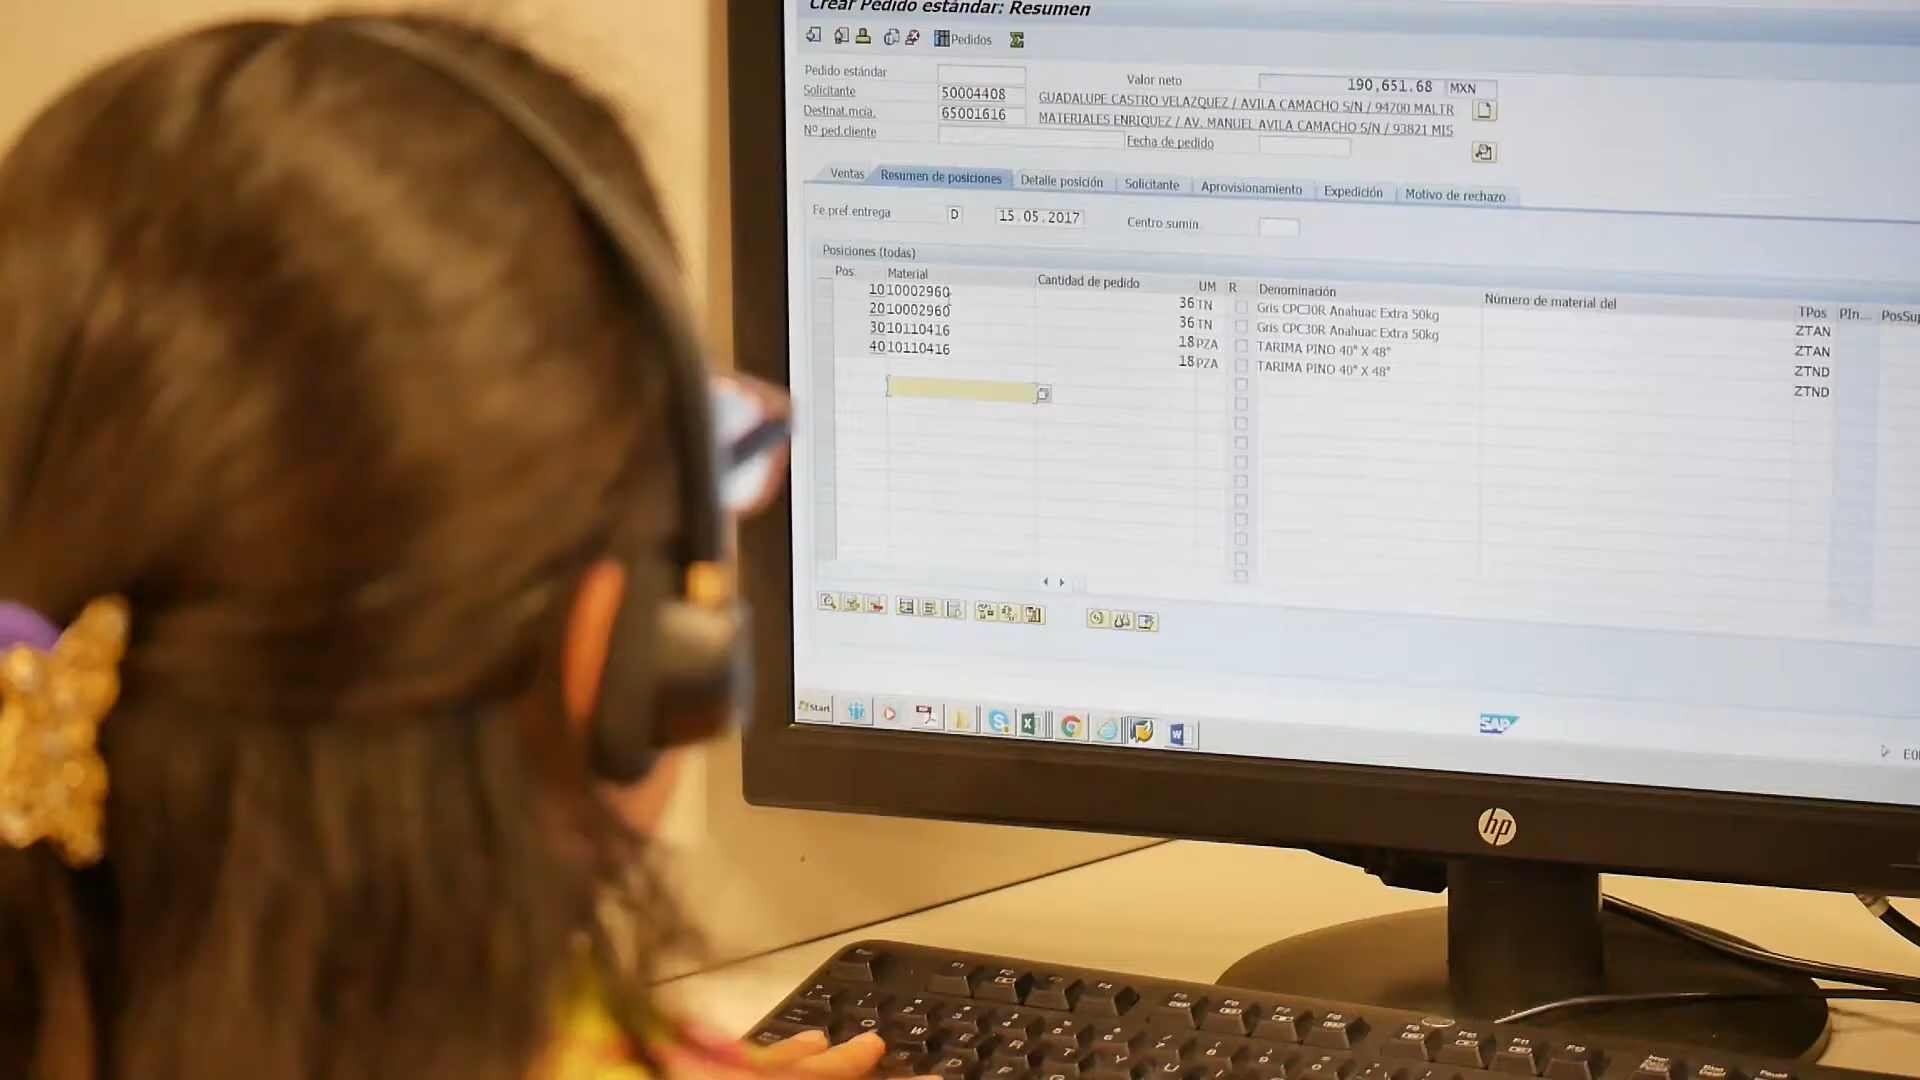 Crear Pedido estándar: Resumen
Pedidos
Pedido estándar
Valor neto 190,651.68 MXN
Solicitante 50004408 GUADALUPE CASTRO VELAZQUEZ / AVILA CAMACHO S/N / 94700 MALTR
Destinat.mcía. 65001616 MATERIALES ENRIQUEZ / AV. MANUEL AVILA CAMACHO S/N / 93821 MIS
Nº ped.cliente Fecha de pedido
Ventas Resumen de posiciones Detalle posición Solicitante Aprovisionamiento Expedición Motivo de rechazo
Fe.pref.entrega D 15.05.2017 Centro sumin.
Posiciones (todas)
Pos. Material Cantidad de pedido UM R Denominación Número de material del TPos PIn... PosSup
10 10002960 36 TN Gris CPC30R Anahuac Extra 50kg ZTAN
20 10002960 36 TN Gris CPC30R Anahuac Extra 50kg ZTAN
30 10110416 18 PZA TARIMA PINO 40" X 48" ZTND
40 10110416 18 PZA TARIMA PINO 40" X 48" ZTND
Start
SAP
hp